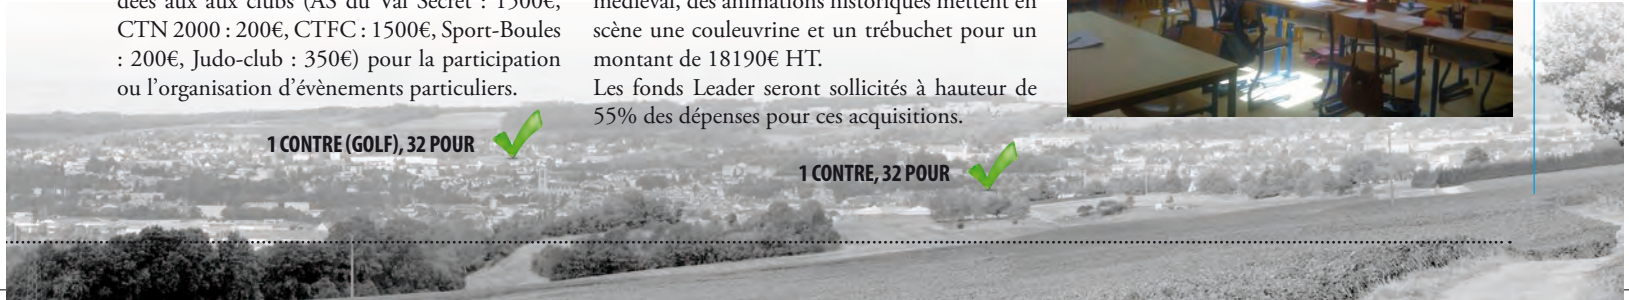 dées aux aux clubs (AS du Val Secret : 1500€,
CTN 2000 : 200€, CTFC : 1500€, Sport-Boules
: 200€, Judo-club : 350€) pour la participation
ou l'organisation d'évènements particuliers.
1 CONTRE (GOLF), 32 POUR
médiéval, des animations historiques mettent en
scène une couleuvrine et un trébuchet pour un
montant de 18190€ HT.
Les fonds Leader seront sollicités à hauteur de
55% des dépenses pour ces acquisitions.
1 CONTRE, 32 POUR